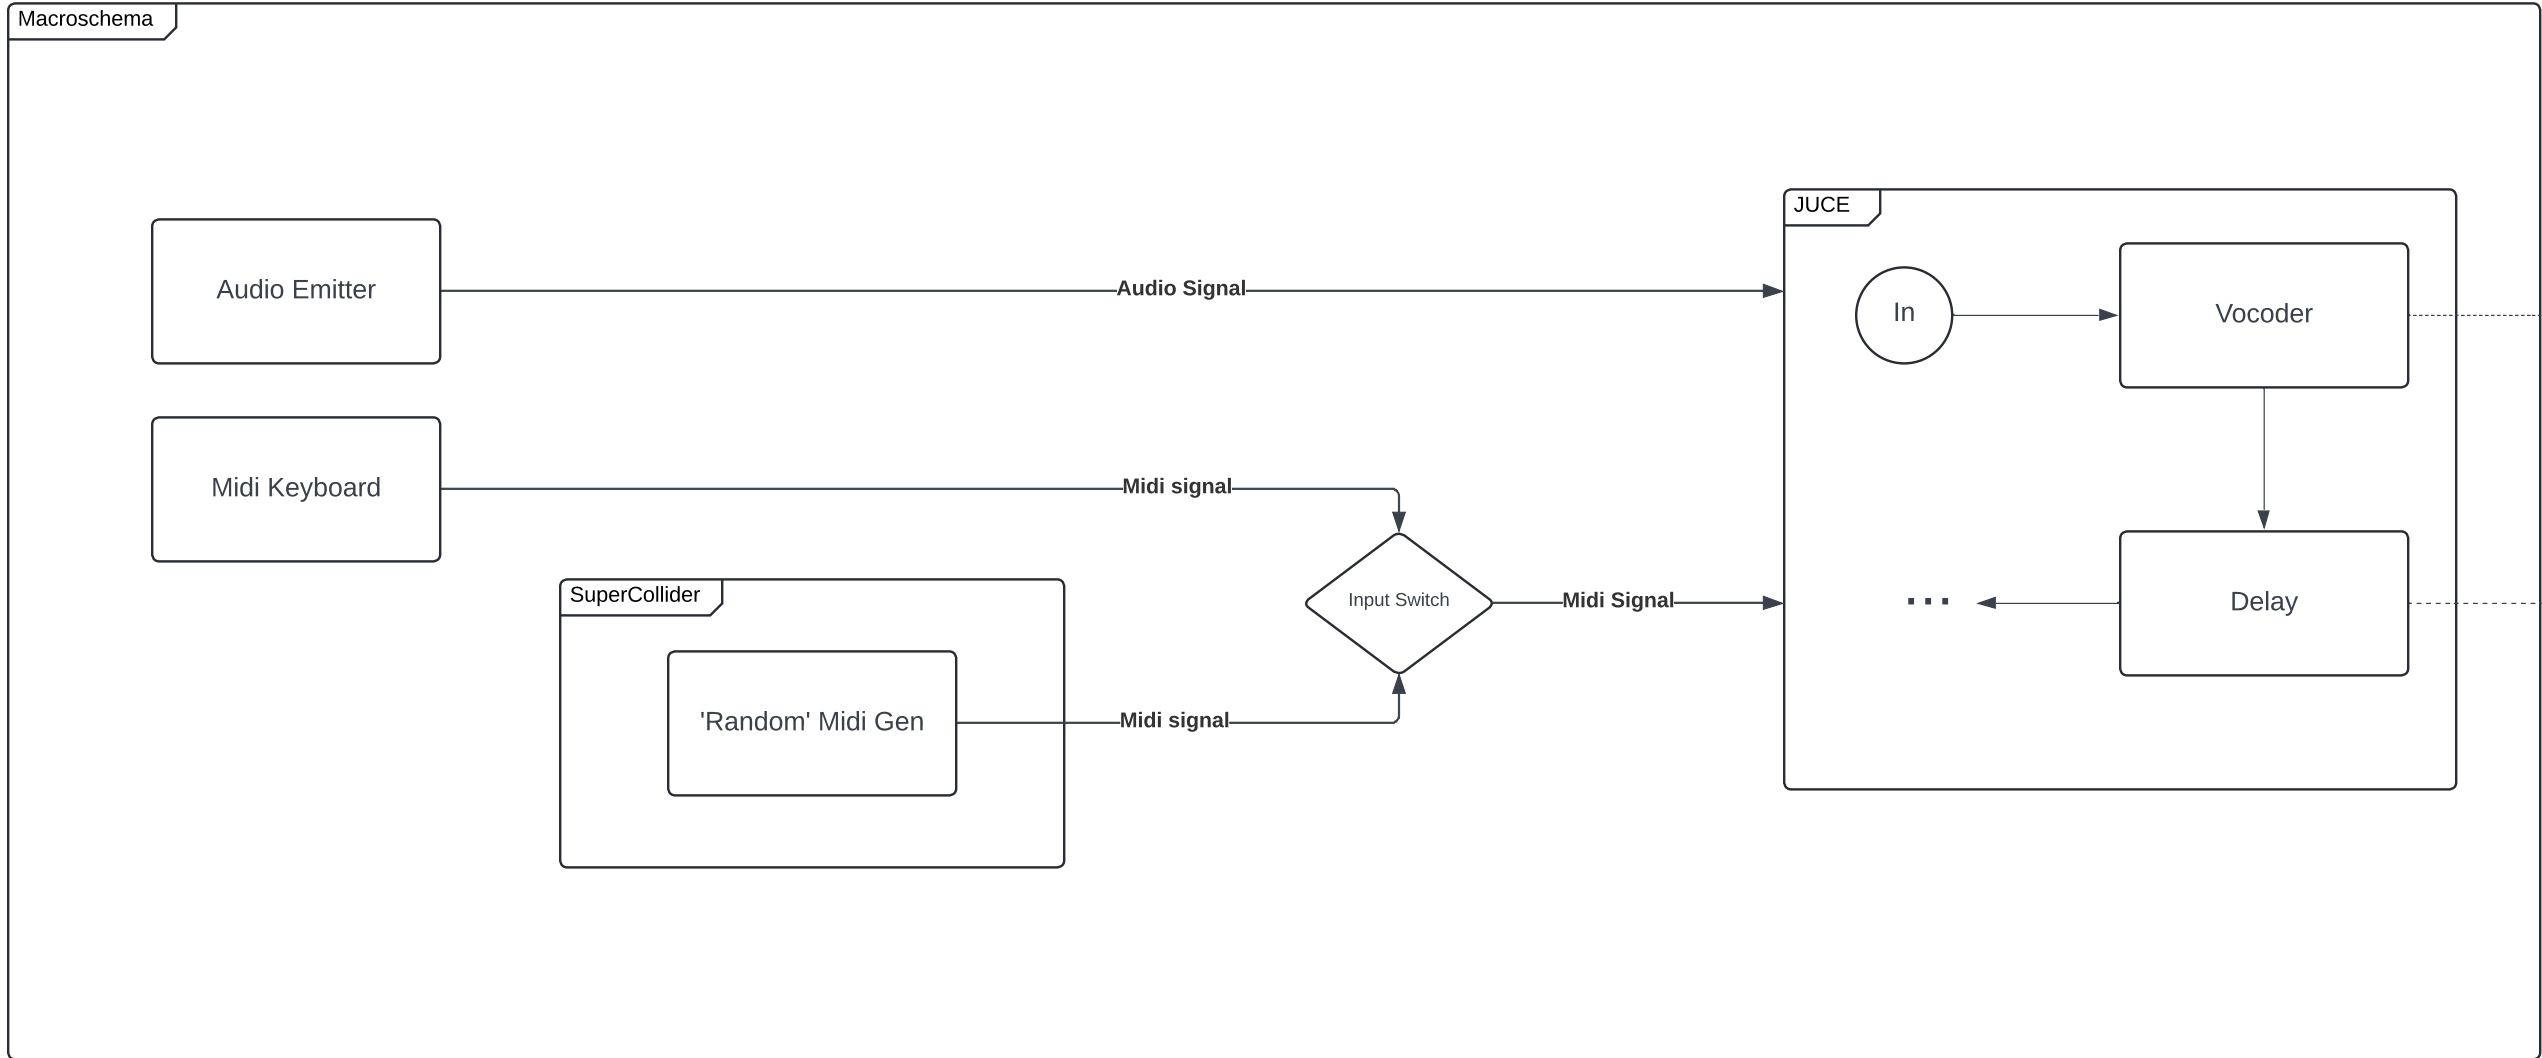 Macroschema
JUCE
Audio Emitter
Audio Signal
In
Vocoder
Midi Keyboard
Midi signal
SuperCollider
Input Switch
Midi Signal
...
Delay
'Random' Midi Gen
Midi signal